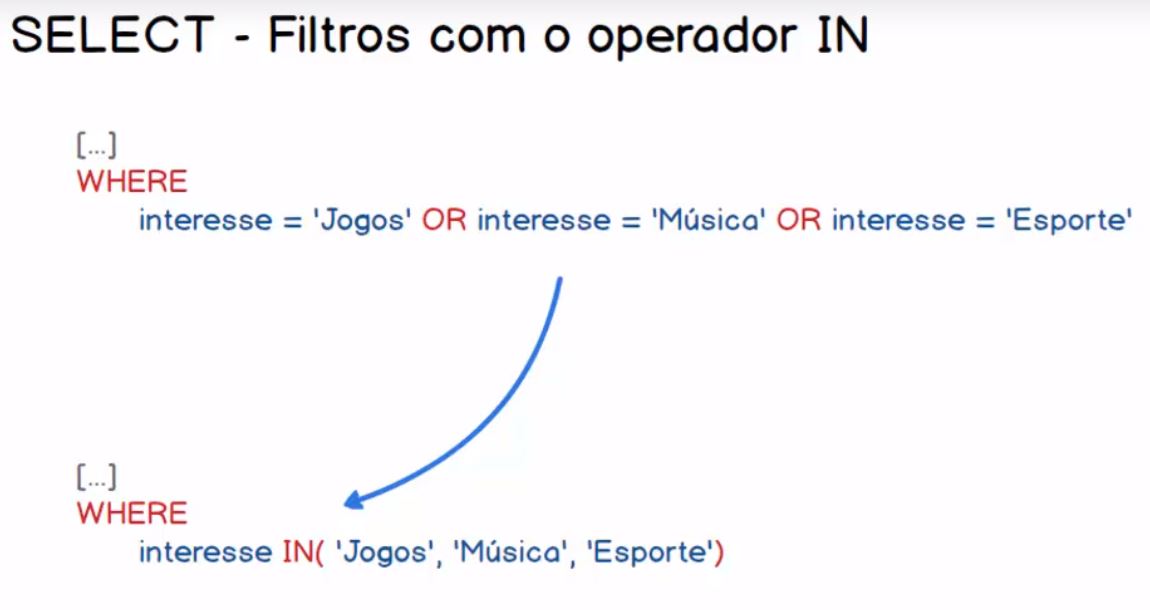 SELECT - Filtros com o operador IN
[...]
WHERE
interesse = 'Jogos' OR interesse = 'Música' OR interesse = 'Esporte'
[...]
WHERE
interesse IN( 'Jogos', 'Música', 'Esporte')